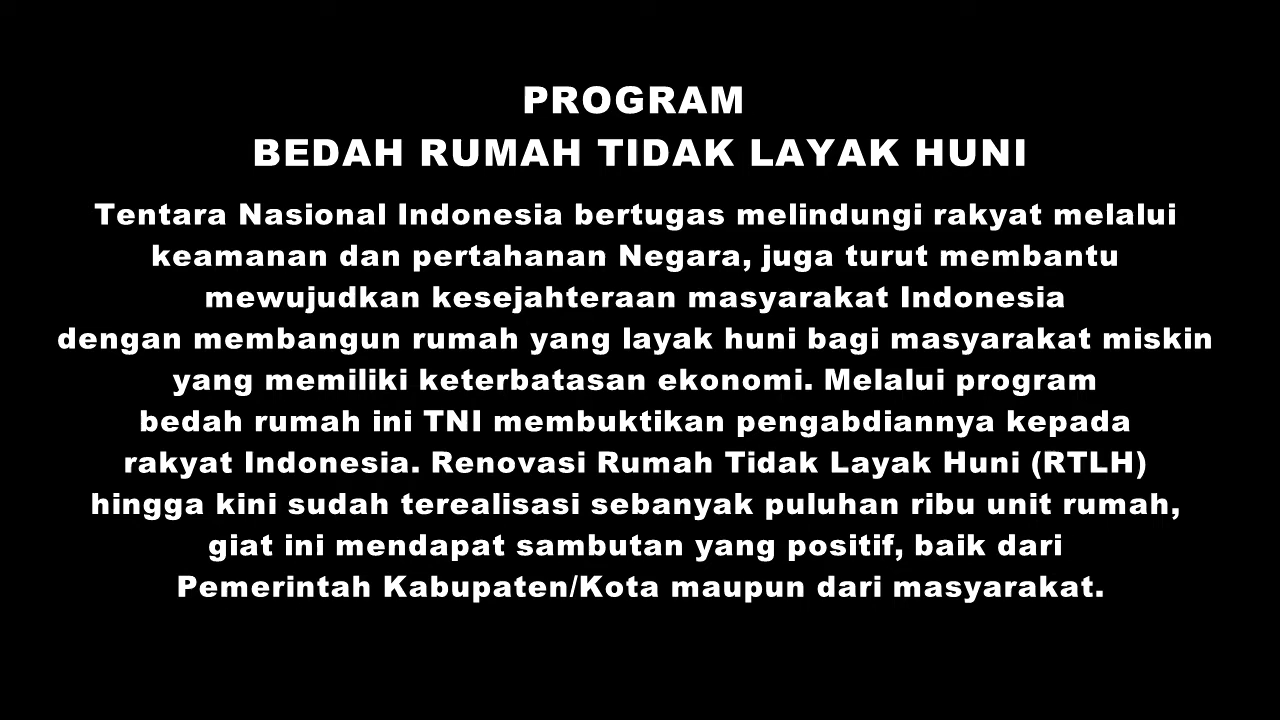 PROGRAM
BEDAH RUMAH TIDAK LAYAK HUNI
Tentara Nasional Indonesia bertugas melindungi rakyat melalui
keamanan dan pertahanan Negara, juga turut membantu
mewujudkan kesejahteraan masyarakat Indonesia
dengan membangun rumah yang layak huni bagi masyarakat miskin
yang memiliki keterbatasan ekonomi. Melalui program
bedah rumah ini TNI membuktikan pengabdiannya kepada
rakyat Indonesia. Renovasi Rumah Tidak Layak Huni (RTLH)
hingga kini sudah terealisasi sebanyak puluhan ribu unit rumah,
giat ini mendapat sambutan yang positif, baik dari
Pemerintah Kabupaten/Kota maupun dari masyarakat.